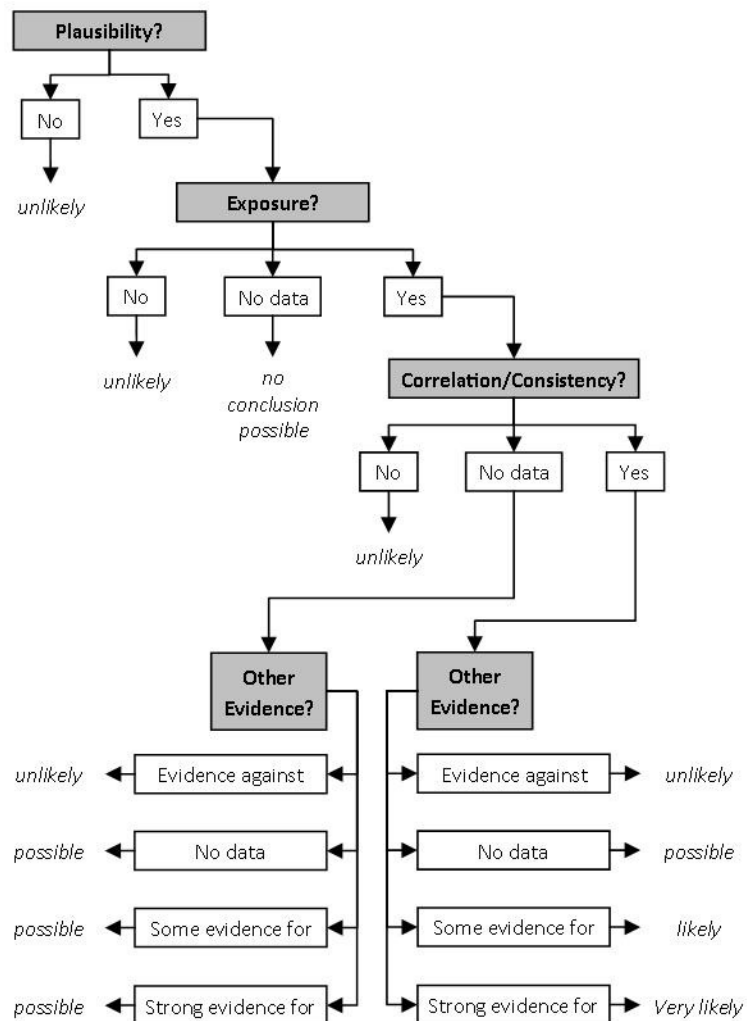 Plausibility?
No
Yes
unlikely
Exposure?
No
No data
Yes
unlikely
no
conclusion
possible
Correlation/Consistency?
No
No data
Yes
unlikely
Other
Evidence?
Other
Evidence?
unlikely
Evidence against
Evidence against
unlikely
possible
No data
No data
possible
possible
Some evidence for
Some evidence for
likely
possible
Strong evidence for
Strong evidence for
Very likely